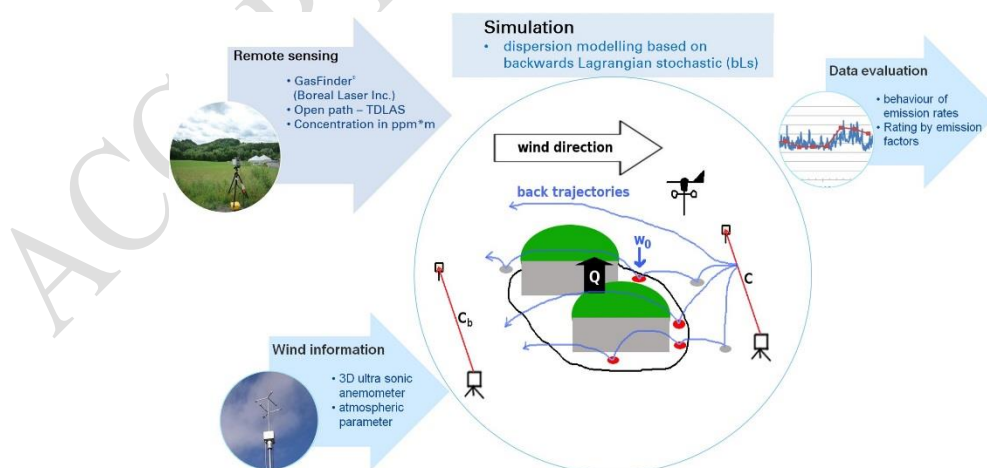 ACC
Remote sensing
• GasFinder²
(Boreal Laser Inc.)
• Open path – TDLAS
• Concentration in ppm*m
Simulation
• dispersion modelling based on
backwards Lagrangian stochastic (bLs)
Data evaluation
• behaviour of
emission rates
• Rating by emission
factors
wind direction
back trajectories
w₀
Q
C
C_b
Wind information
• 3D ultra sonic
anemometer
• atmospheric
parameter